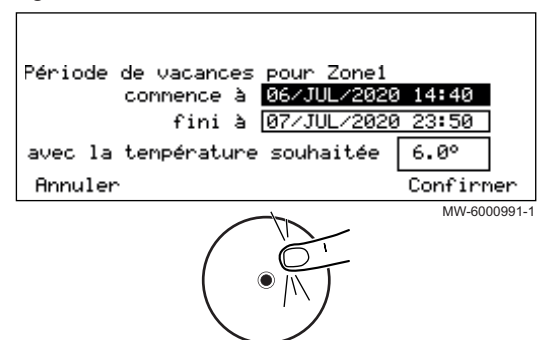 Période de vacances pour Zone1
commence à 06/JUL/2020 14:40
fini à 07/JUL/2020 23:50
avec la température souhaitée 6.0°
Annuler Confirmer
MW-6000991-1